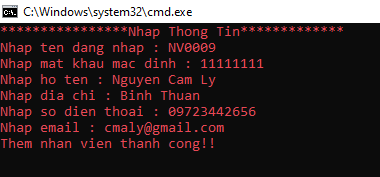 C:\Windows\system32\cmd.exe
****************Nhap Thong Tin*************
Nhap ten dang nhap : NV0009
Nhap mat khau mac dinh : 11111111
Nhap ho ten : Nguyen Cam Ly
Nhap dia chi : Binh Thuan
Nhap so dien thoai : 09723442656
Nhap email : cmaly@gmail.com
Them nhan vien thanh cong!!